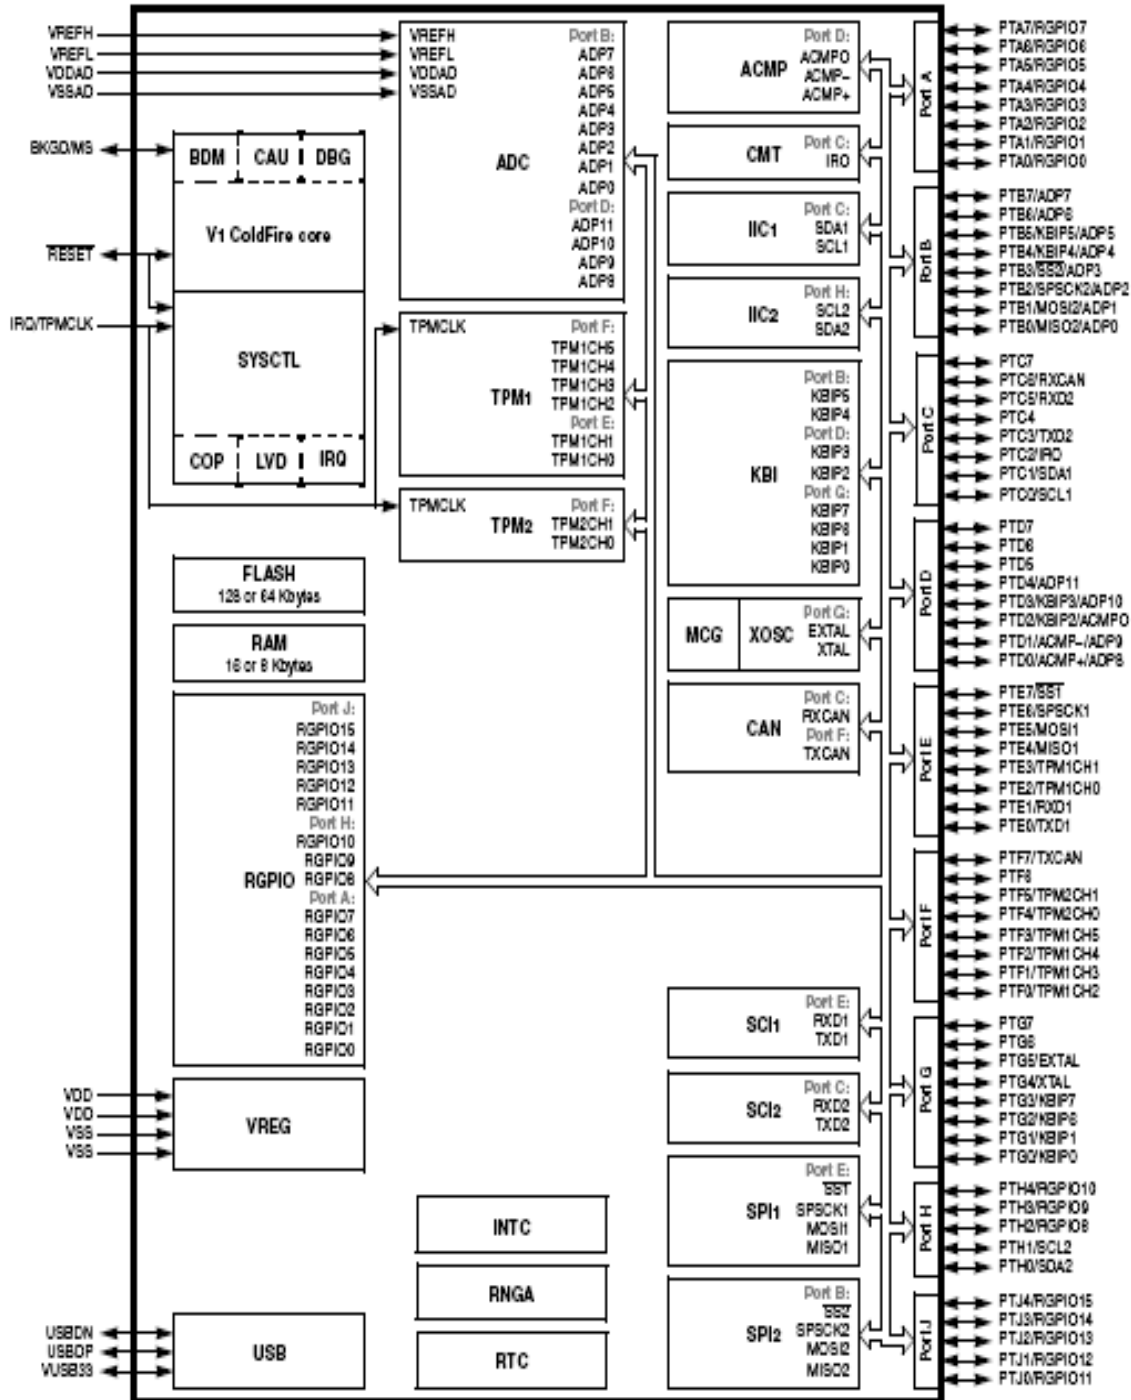 VREFH
VREFL
VDDAD
VSSAD
BKGD/MS
RESET
IRQ/TPMCLK
BDM
CAU
DBG
V1 ColdFire core
SYSCTL
COP
LVD
IRQ
FLASH
128 or 64 Kbytes
RAM
16 or 8 Kbytes
RGPIO
Port J:
RGPIO15
RGPIO14
RGPIO13
RGPIO12
RGPIO11
Port H:
RGPIO10
RGPIO9
RGPIO8
Port A:
RGPIO7
RGPIO6
RGPIO5
RGPIO4
RGPIO3
RGPIO2
RGPIO1
RGPIO0
VDD
VDD
VSS
VSS
VREG
USBDN
USBDP
VUSB33
USB
VREFH
VREFL
VDDAD
VSSAD
ADC
Port B:
ADP7
ADP6
ADP5
ADP4
ADP3
ADP2
ADP1
ADP0
Port D:
ADP11
ADP10
ADP9
ADP8
TPMCLK
TPM1
Port F:
TPM1CH5
TPM1CH4
TPM1CH3
TPM1CH2
Port E:
TPM1CH1
TPM1CH0
TPMCLK
TPM2
Port F:
TPM2CH1
TPM2CH0
INTC
RNGA
RTC
ACMP
Port D:
ACMPO
ACMP−
ACMP+
CMT
Port C:
IRO
IIC1
Port C:
SDA1
SCL1
IIC2
Port H:
SCL2
SDA2
KBI
Port B:
KBIP5
KBIP4
Port D:
KBIP3
KBIP2
Port G:
KBIP7
KBIP6
KBIP1
KBIP0
MCG
XOSC
Port G:
EXTAL
XTAL
CAN
Port C:
RXCAN
Port F:
TXCAN
SCI1
Port E:
RXD1
TXD1
SCI2
Port C:
RXD2
TXD2
SPI1
Port E:
SS1
SPSCK1
MOSI1
MISO1
SPI2
Port B:
SS2
SPSCK2
MOSI2
MISO2
Port A
PTA7/RGPIO7
PTA6/RGPIO6
PTA5/RGPIO5
PTA4/RGPIO4
PTA3/RGPIO3
PTA2/RGPIO2
PTA1/RGPIO1
PTA0/RGPIO0
Port B
PTB7/ADP7
PTB6/ADP6
PTB5/KBIP5/ADP5
PTB4/KBIP4/ADP4
PTB3/SS2/ADP3
PTB2/SPSCK2/ADP2
PTB1/MOSI2/ADP1
PTB0/MISO2/ADP0
Port C
PTC7
PTC6/RXCAN
PTC5/RXD2
PTC4
PTC3/TXD2
PTC2/IRO
PTC1/SDA1
PTC0/SCL1
Port D
PTD7
PTD6
PTD5
PTD4/ADP11
PTD3/KBIP3/ADP10
PTD2/KBIP2/ACMPO
PTD1/ACMP−/ADP9
PTD0/ACMP+/ADP8
Port E
PTE7/SS1
PTE6/SPSCK1
PTE5/MOSI1
PTE4/MISO1
PTE3/TPM1CH1
PTE2/TPM1CH0
PTE1/RXD1
PTE0/TXD1
Port F
PTF7/TXCAN
PTF6
PTF5/TPM2CH1
PTF4/TPM2CH0
PTF3/TPM1CH5
PTF2/TPM1CH4
PTF1/TPM1CH3
PTF0/TPM1CH2
Port G
PTG7
PTG6
PTG5/EXTAL
PTG4/XTAL
PTG3/KBIP7
PTG2/KBIP6
PTG1/KBIP1
PTG0/KBIP0
Port H
PTH4/RGPIO10
PTH3/RGPIO9
PTH2/RGPIO8
PTH1/SCL2
PTH0/SDA2
Port J
PTJ4/RGPIO15
PTJ3/RGPIO14
PTJ2/RGPIO13
PTJ1/RGPIO12
PTJ0/RGPIO11